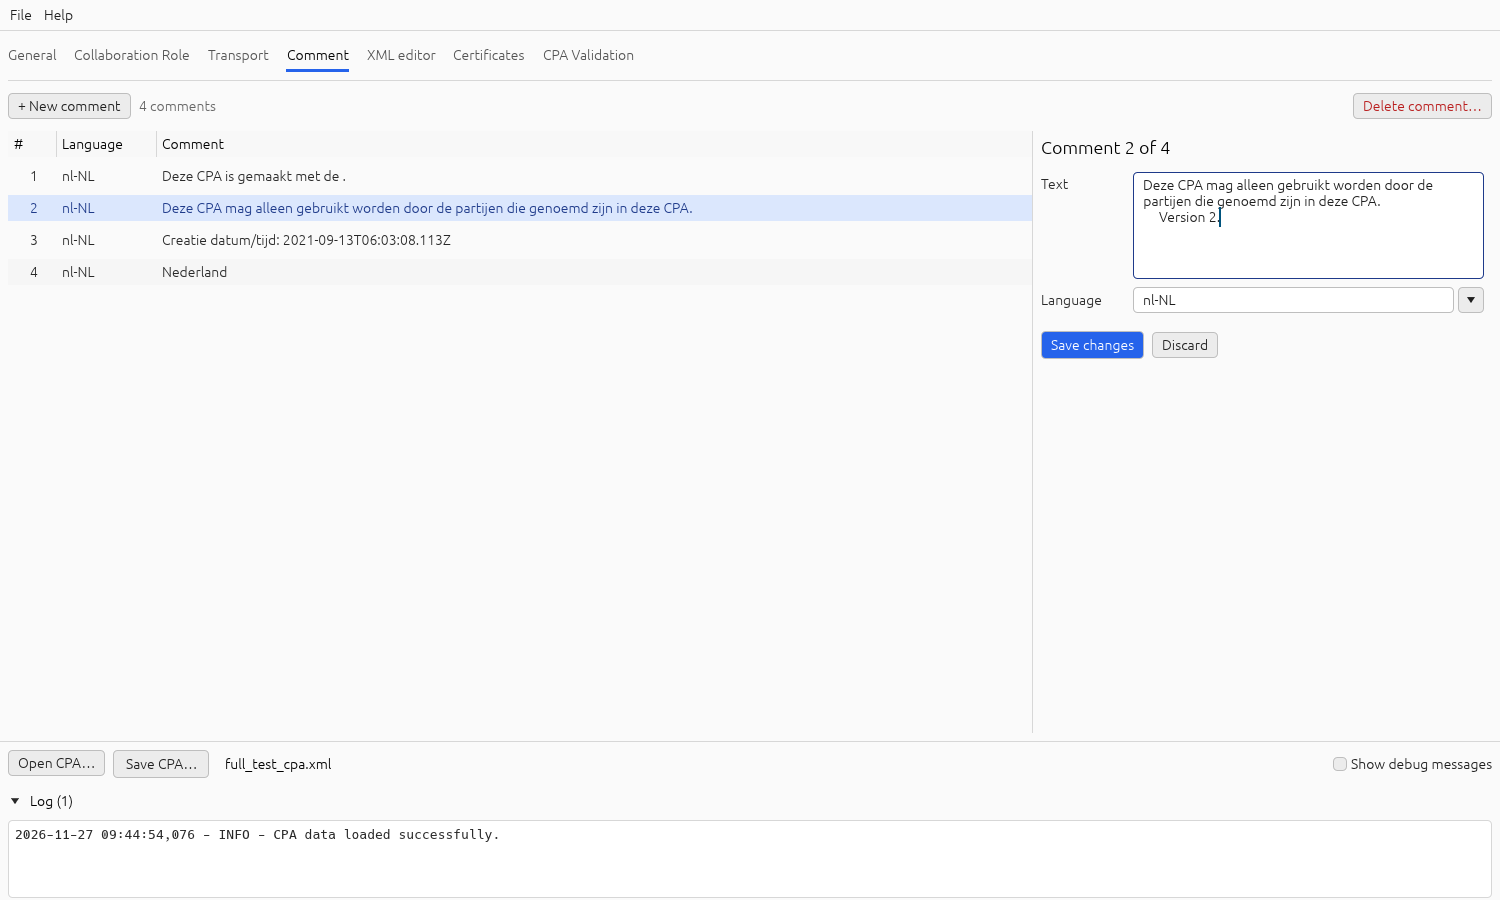 File Help
General Collaboration Role Transport Comment XML editor Certificates CPA Validation
+ New comment 4 comments Delete comment...
# Language Comment
1 nl-NL Deze CPA is gemaakt met de .
2 nl-NL Deze CPA mag alleen gebruikt worden door de partijen die genoemd zijn in deze CPA.
3 nl-NL Creatie datum/tijd: 2021-09-13T06:03:08.113Z
4 nl-NL Nederland
Comment 2 of 4
Text
Deze CPA mag alleen gebruikt worden door de
partijen die genoemd zijn in deze CPA.
Version 2.
Language nl-NL
Save changes Discard
Open CPA... Save CPA... full_test_cpa.xml Show debug messages
Log (1)
2026-11-27 09:44:54,076 - INFO - CPA data loaded successfully.